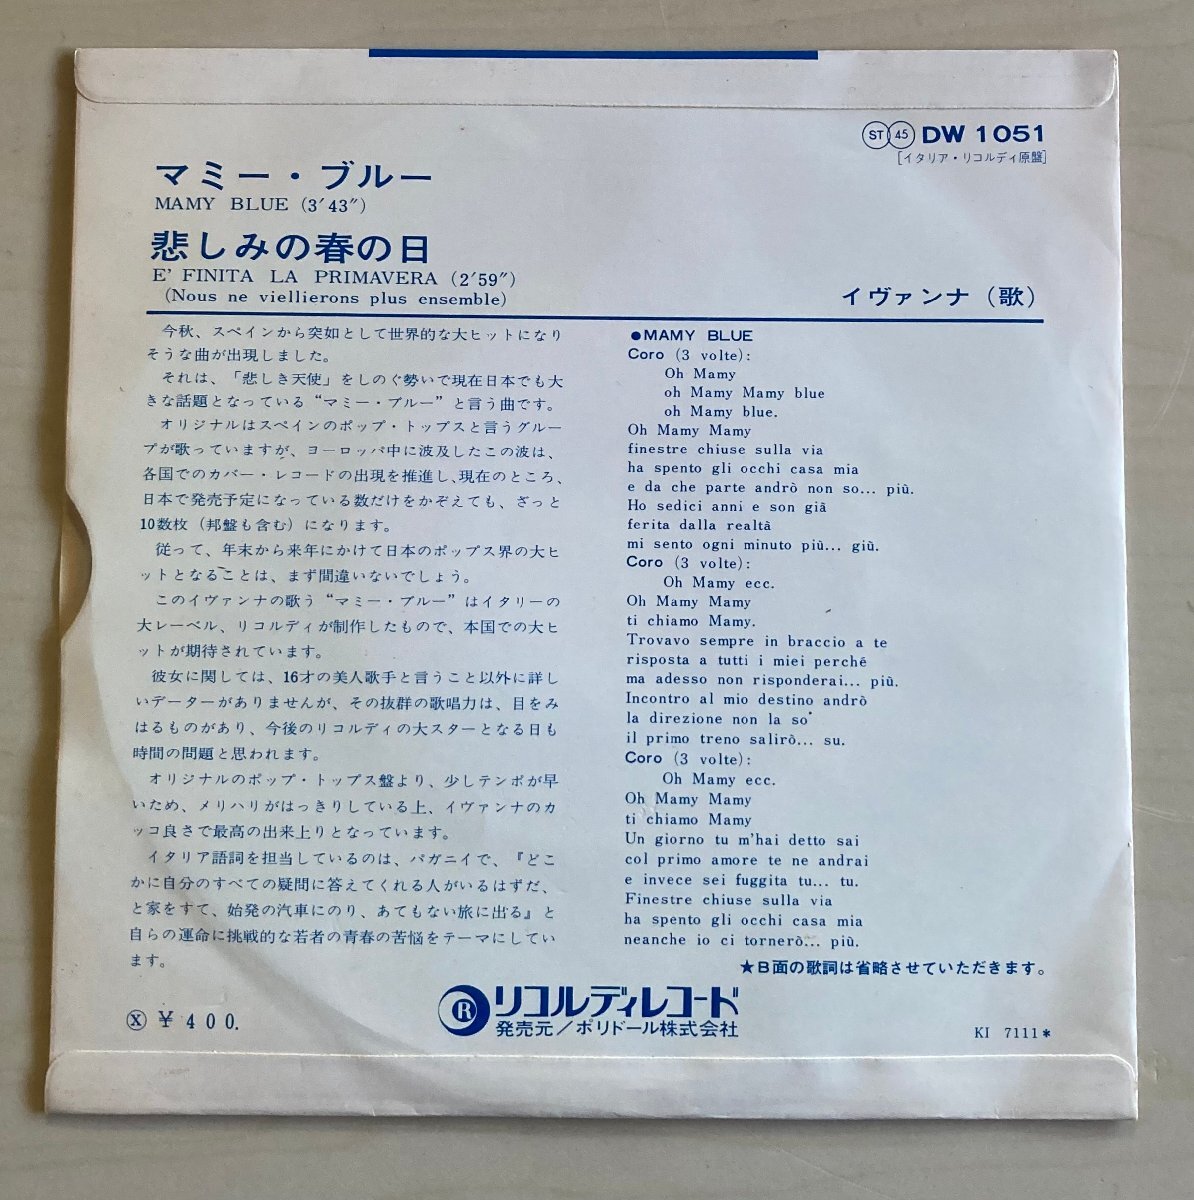 ST 45 DW 1051
[イタリア・リコルディ原盤]
マミー・ブルー
MAMY BLUE (3′43″)
悲しみの春の日
E' FINITA LA PRIMAVERA (2′59″)
(Nous ne viellierons plus ensemble)
イヴァンナ（歌）
今秋、スペインから突如として世界的な大ヒットになり
そうな曲が出現しました。
それは、「悲しき天使」をしのぐ勢いで現在日本でも大
きな話題となっている“マミー・ブルー”と言う曲です。
オリジナルはスペインのポップ・トップスと言うグルー
プが歌っていますが、ヨーロッパ中に波及したこの波は、
各国でのカバー・レコードの出現を推進し、現在のところ、
日本で発売予定になっている数だけをかぞえても、ざっと
10数枚（邦盤も含む）になります。
従って、年末から来年にかけて日本のポップス界の大ヒ
ットとなることは、まず間違いないでしょう。
このイヴァンナの歌う“マミー・ブルー”はイタリーの
大レーベル、リコルディが制作したもので、本国での大ヒ
ットが期待されています。
彼女に関しては、16才の美人歌手と言うこと以外に詳し
いデーターがありませんが、その抜群の歌唱力は、目をみ
はるものがあり、今後のリコルディの大スターとなる日も
時間の問題と思われます。
オリジナルのポップ・トップス盤より、少しテンポが早
いため、メリハリがはっきりしている上、イヴァンナのカ
ッコ良さで最高の出来上りとなっています。
イタリア語詞を担当しているのは、パガニイで、『どこ
かに自分のすべての疑問に答えてくれる人がいるはずだ、
と家をすて、始発の汽車にのり、あてもない旅に出る』と
自らの運命に挑戦的な若者の青春の苦悩をテーマにしてい
ます。
●MAMY BLUE
Coro (3 volte):
Oh Mamy
oh Mamy Mamy blue
oh Mamy blue.
Oh Mamy Mamy
finestre chiuse sulla via
ha spento gli occhi casa mia
e da che parte andrò non so... più.
Ho sedici anni e son giã
ferita dalla realtà
mi sento ogni minuto più... giù.
Coro (3 volte):
Oh Mamy ecc.
Oh Mamy Mamy
ti chiamo Mamy.
Trovavo sempre in braccio a te
risposta a tutti i miei perché
ma adesso non risponderai... più.
Incontro al mio destino andrò
la direzione non la so
il primo treno salirò... su.
Coro (3 volte):
Oh Mamy ecc.
Oh Mamy Mamy
ti chiamo Mamy
Un giorno tu m'hai detto sai
col primo amore te ne andrai
e invece sei fuggita tu... tu.
Finestre chiuse sulla via
ha spento gli occhi casa mia
neanche io ci tornerò... più.
★B面の歌詞は省略させていただきます。
Ⓧ ¥400.
Ⓡ リコルディレコード
発売元／ポリドール株式会社
KI 7111*